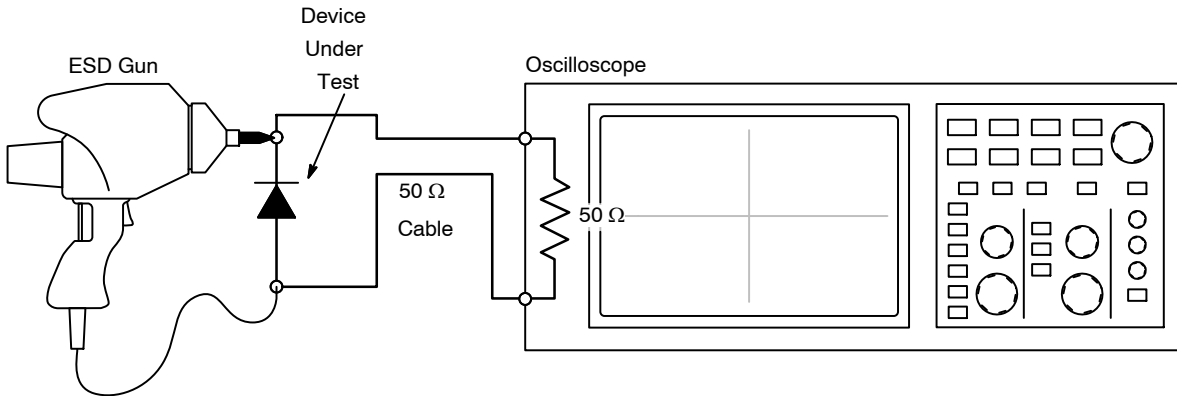 Device
Under
Test
ESD Gun
Oscilloscope
50 Ω
Cable
50 Ω